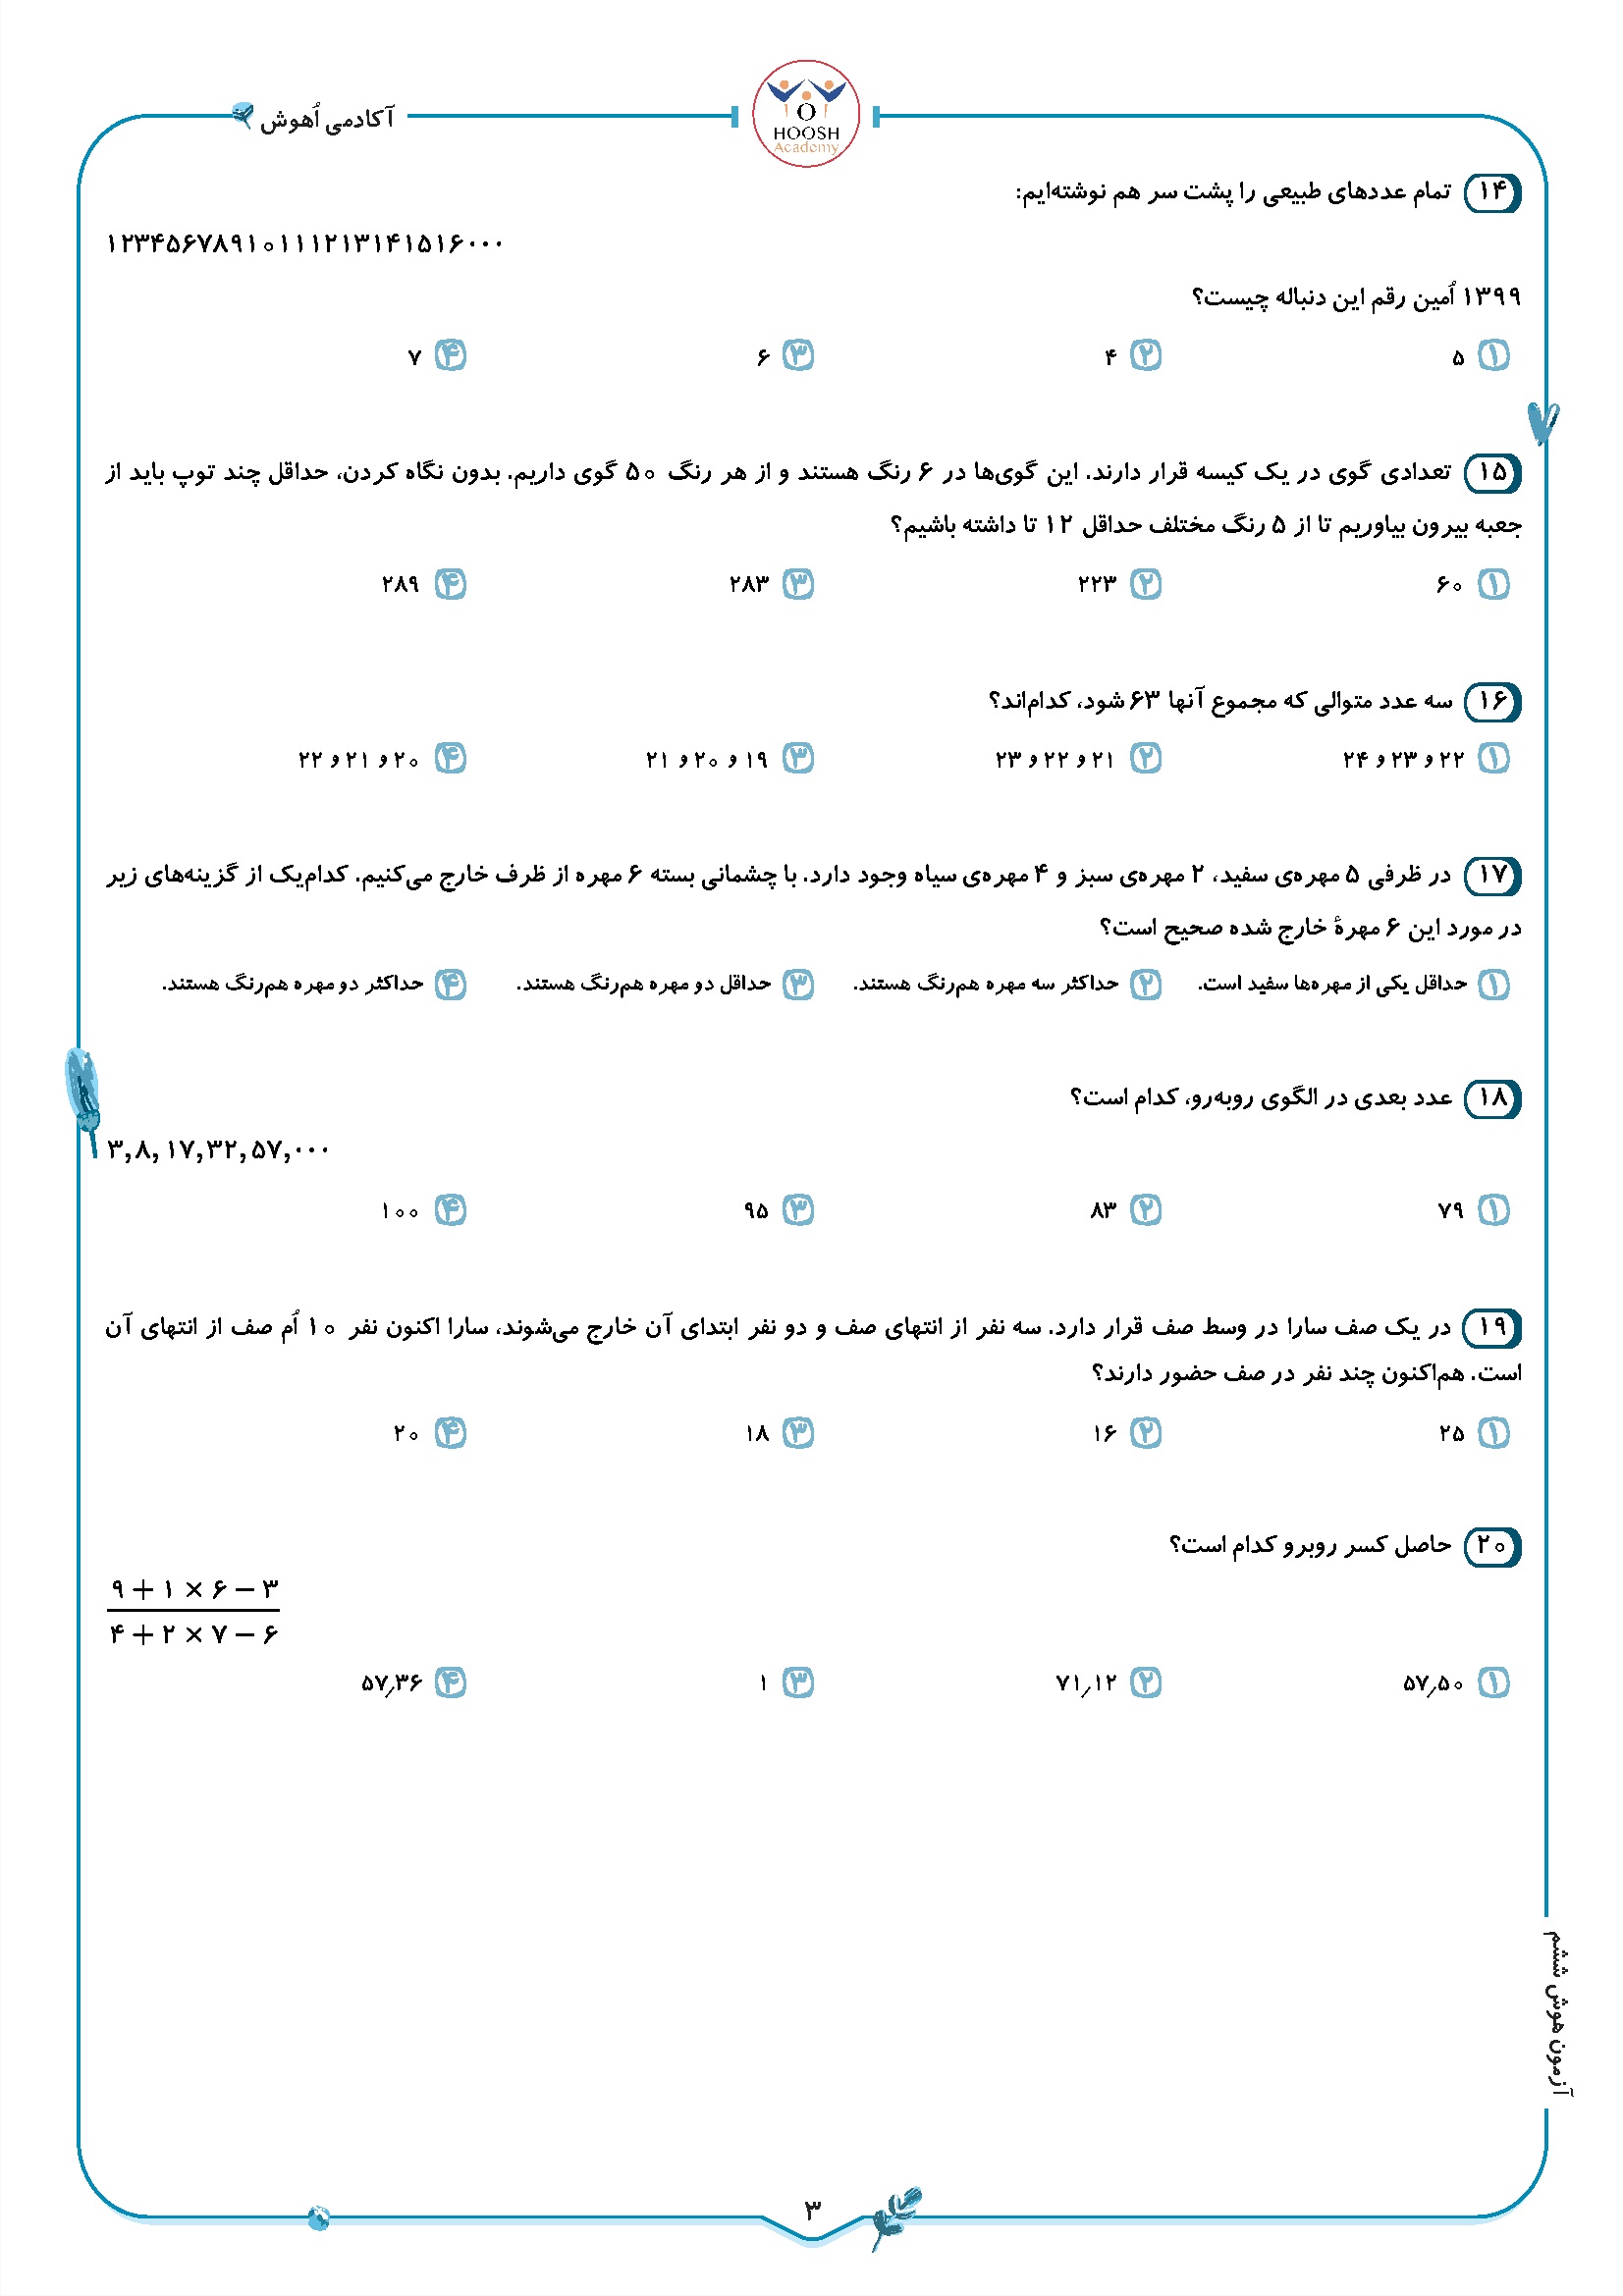 آکادمی اُهوش
HOOSH
Academy
۱۴ تمام عددهای طبیعی را پشت سر هم نوشته‌ایم:
۱۲۳۴۵۶۷۸۹۱۰۱۱۱۲۱۳۱۴۱۵۱۶...
۱۳۹۹ اُمین رقم این دنباله چیست؟
۱ ۵ ۲ ۴ ۳ ۶ ۴ ۷
۱۵ تعدادی گوی در یک کیسه قرار دارند. این گوی‌ها در ۶ رنگ هستند و از هر رنگ ۵۰ گوی داریم. بدون نگاه کردن، حداقل چند توپ باید از
جعبه بیرون بیاوریم تا از ۵ رنگ مختلف حداقل ۱۲ تا داشته باشیم؟
۱ ۶۰ ۲ ۲۲۳ ۳ ۲۸۳ ۴ ۲۸۹
۱۶ سه عدد متوالی که مجموع آنها ۶۳ شود، کدام‌اند؟
۱ ۲۲ و ۲۳ و ۲۴ ۲ ۲۱ و ۲۲ و ۲۳ ۳ ۱۹ و ۲۰ و ۲۱ ۴ ۲۰ و ۲۱ و ۲۲
۱۷ در ظرفی ۵ مهره‌ی سفید، ۲ مهره‌ی سبز و ۴ مهره‌ی سیاه وجود دارد. با چشمانی بسته ۶ مهره از ظرف خارج می‌کنیم. کدام‌یک از گزینه‌های زیر
در مورد این ۶ مهرهٔ خارج شده صحیح است؟
۱ حداقل یکی از مهره‌ها سفید است. ۲ حداکثر سه مهره هم‌رنگ هستند. ۳ حداقل دو مهره هم‌رنگ هستند. ۴ حداکثر دو مهره هم‌رنگ هستند.
۱۸ عدد بعدی در الگوی روبه‌رو، کدام است؟
۳,۸,۱۷,۳۲,۵۷,...
۱ ۷۹ ۲ ۸۳ ۳ ۹۵ ۴ ۱۰۰
۱۹ در یک صف سارا در وسط صف قرار دارد. سه نفر از انتهای صف و دو نفر ابتدای آن خارج می‌شوند، سارا اکنون نفر ۱۰ اُم صف از انتهای آن
است. هم‌اکنون چند نفر در صف حضور دارند؟
۱ ۲۵ ۲ ۱۶ ۳ ۱۸ ۴ ۲۰
۲۰ حاصل کسر روبرو کدام است؟
۹ + ۱ × ۶ − ۳
۴ + ۲ × ۷ − ۶
۱ ۵۷٫۵۰ ۲ ۷۱٫۱۲ ۳ ۱ ۴ ۵۷٫۳۶
آزمون هوش ششم
۳